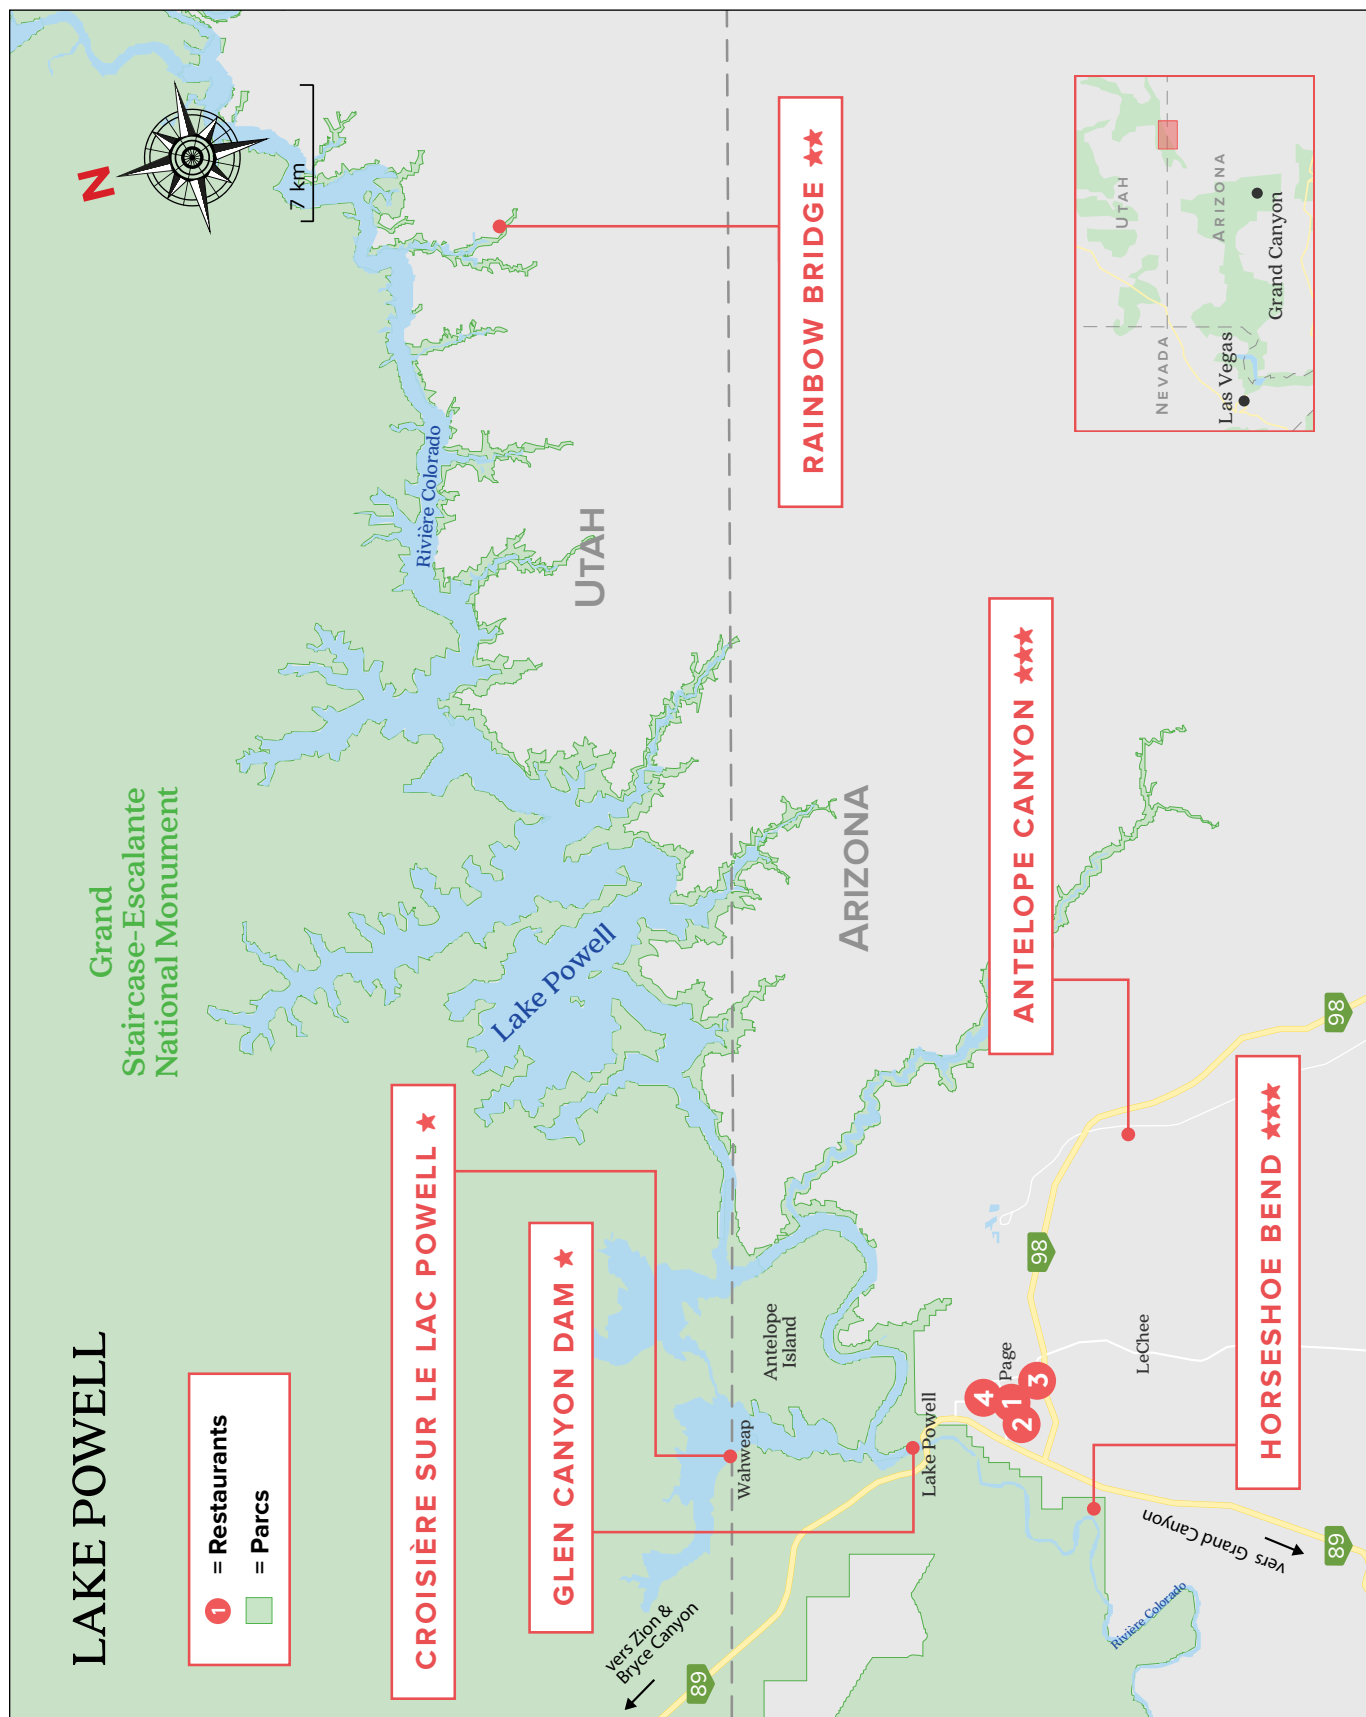 LAKE POWELL
1 = Restaurants
= Parcs
Grand
Staircase-Escalante
National Monument
N
7 km
CROISIÈRE SUR LE LAC POWELL ★
GLEN CANYON DAM ★
Lake Powell
Rivière Colorado
UTAH
RAINBOW BRIDGE ★★
vers Zion &
Bryce Canyon
89
Wahweap
Antelope
Island
ARIZONA
ANTELOPE CANYON ★★★
Lake Powell
Page
4
1
2
3
98
LeChee
98
HORSESHOE BEND ★★★
vers Grand Canyon
89
Rivière Colorado
UTAH
NEVADA
ARIZONA
Las Vegas
Grand Canyon